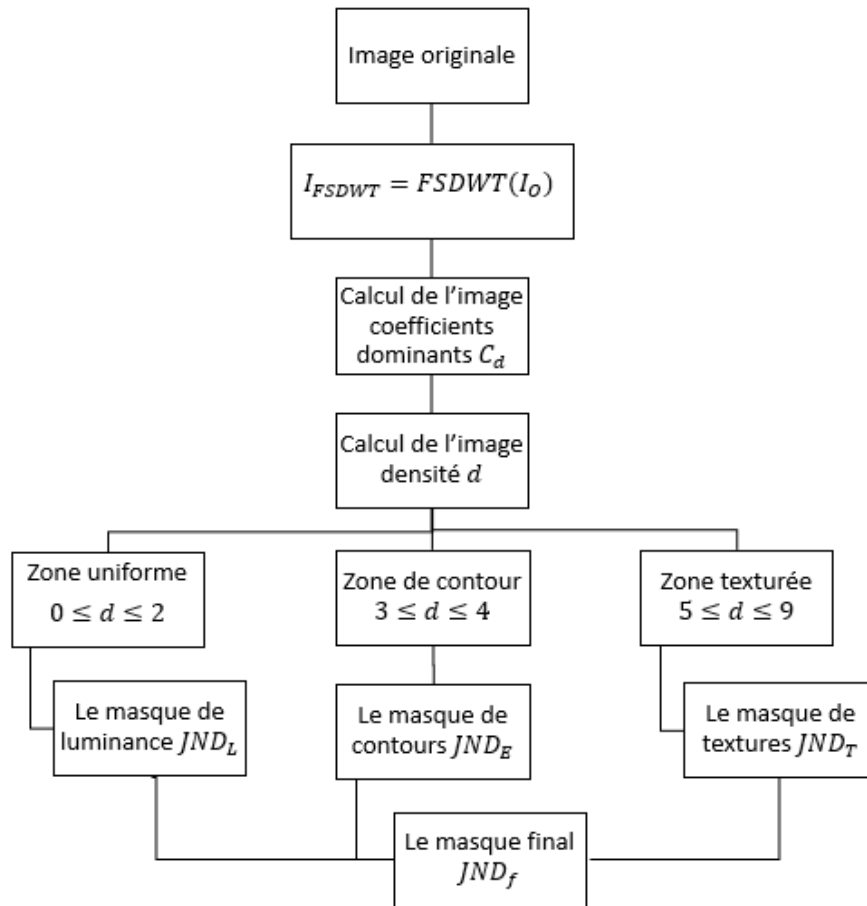 Image originale
I_{FSDWT} = FSDWT(I_O)
Calcul de l’image
coefficients
dominants C_d
Calcul de l’image
densité d
Zone uniforme
0 ≤ d ≤ 2
Zone de contour
3 ≤ d ≤ 4
Zone texturée
5 ≤ d ≤ 9
Le masque de
luminance JND_L
Le masque de
contours JND_E
Le masque de
textures JND_T
Le masque final
JND_f